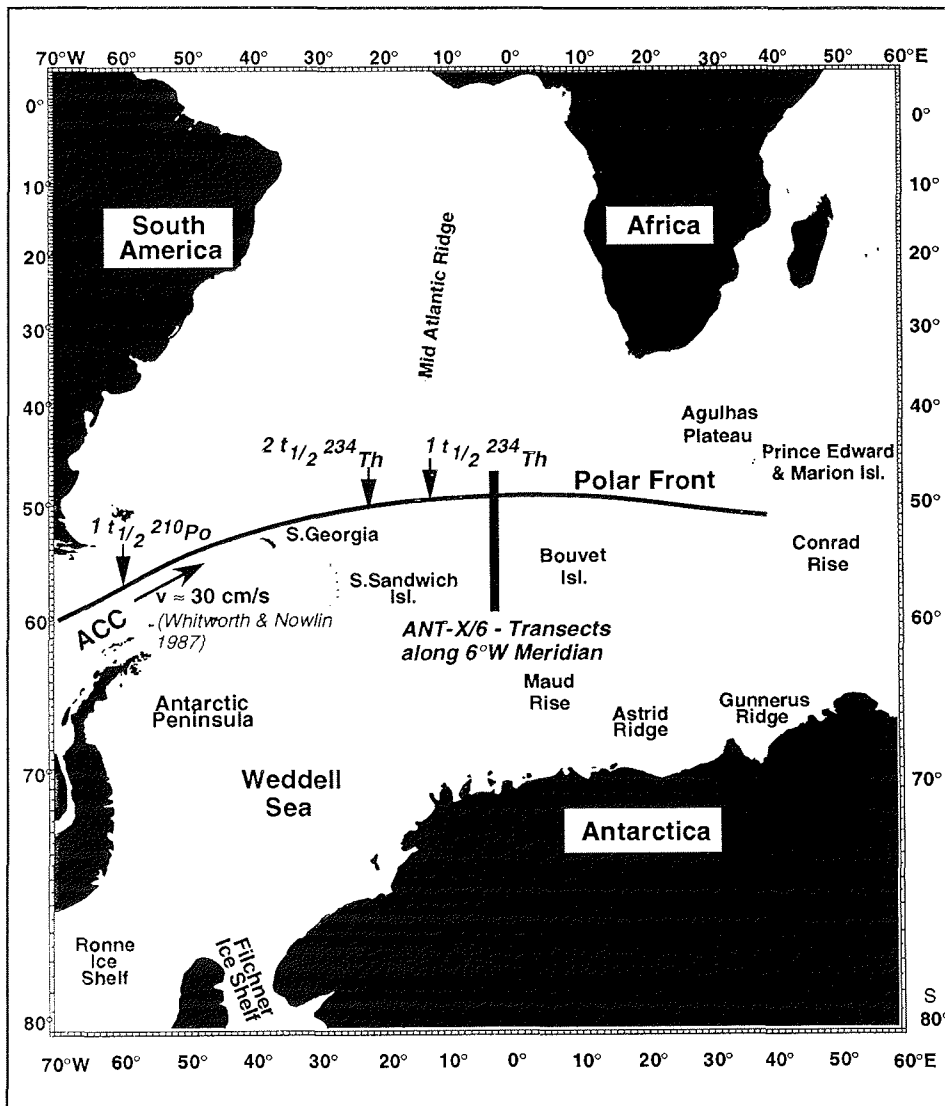 70°W 60° 50° 40° 30° 20° 10° 0° 10° 20° 30° 40° 50° 60°E
0° 0°
10° 10°
South
America
Africa
20° 20°
Mid Atlantic Ridge
30° 30°
40° 40°
Agulhas
Plateau
2 t 1/2 234Th
1 t 1/2 234Th
Prince Edward
& Marion Isl.
Polar Front
50° 50°
1 t 1/2 210Po
S.Georgia
Conrad
Rise
Bouvet
Isl.
S.Sandwich
Isl.
v ≈ 30 cm/s
(Whitworth & Nowlin
1987)
ACC
60° 60°
ANT-X/6 - Transects
along 6°W Meridian
Maud
Rise
Antarctic
Peninsula
Astrid
Ridge
Gunnerus
Ridge
70° 70°
Weddell
Sea
Antarctica
Ronne
Ice
Shelf
Filchner
Ice Shelf
S
80° 80°
70°W 60° 50° 40° 30° 20° 10° 0° 10° 20° 30° 40° 50° 60°E